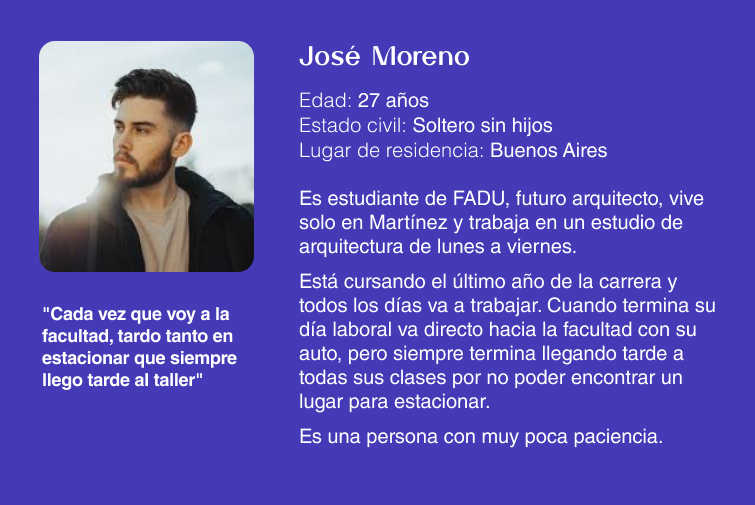 José Moreno
Edad: 27 años
Estado civil: Soltero sin hijos
Lugar de residencia: Buenos Aires
Es estudiante de FADU, futuro arquitecto, vive
solo en Martínez y trabaja en un estudio de
arquitectura de lunes a viernes.
Está cursando el último año de la carrera y
todos los días va a trabajar. Cuando termina su
día laboral va directo hacia la facultad con su
auto, pero siempre termina llegando tarde a
todas sus clases por no poder encontrar un
lugar para estacionar.
Es una persona con muy poca paciencia.
"Cada vez que voy a la
facultad, tardo tanto en
estacionar que siempre
llego tarde al taller"